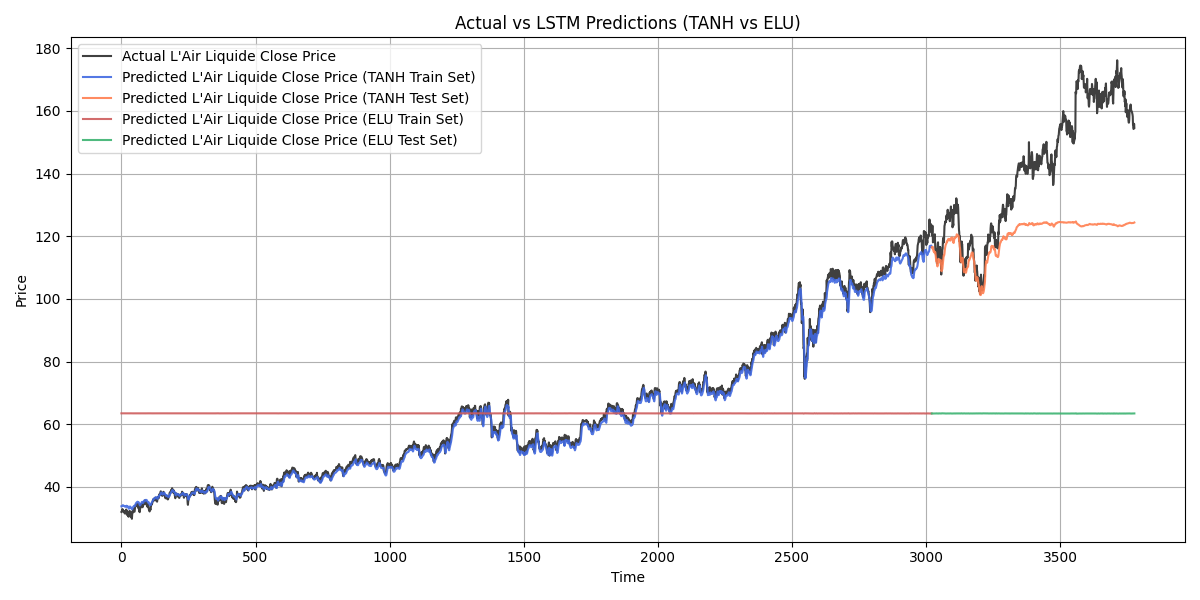 Actual vs LSTM Predictions (TANH vs ELU)
Actual L'Air Liquide Close Price
Predicted L'Air Liquide Close Price (TANH Train Set)
Predicted L'Air Liquide Close Price (TANH Test Set)
Predicted L'Air Liquide Close Price (ELU Train Set)
Predicted L'Air Liquide Close Price (ELU Test Set)
180
160
140
120
100
80
60
40
Price
0 500 1000 1500 2000 2500 3000 3500
Time